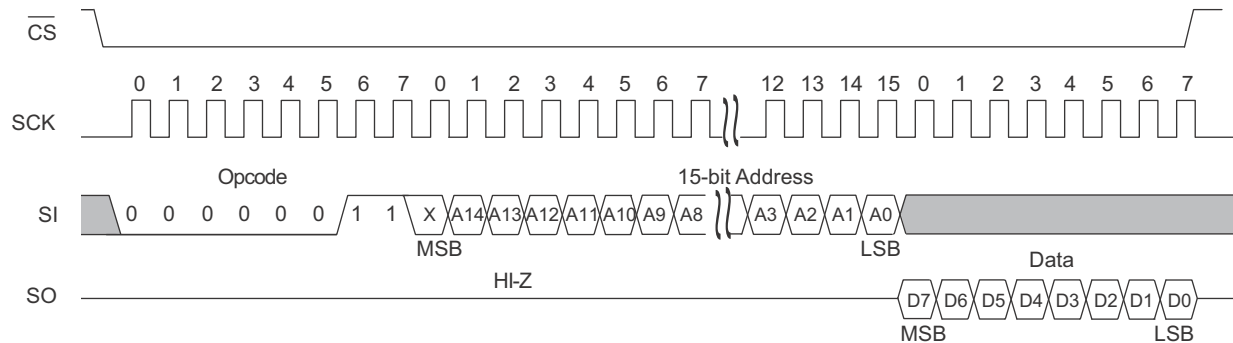 CS
0 1 2 3 4 5 6 7 0 1 2 3 4 5 6 7 12 13 14 15 0 1 2 3 4 5 6 7
SCK
Opcode 15-bit Address
SI 0 0 0 0 0 0 1 1 X A14 A13 A12 A11 A10 A9 A8 A3 A2 A1 A0
MSB LSB
HI-Z Data
SO D7 D6 D5 D4 D3 D2 D1 D0
MSB LSB